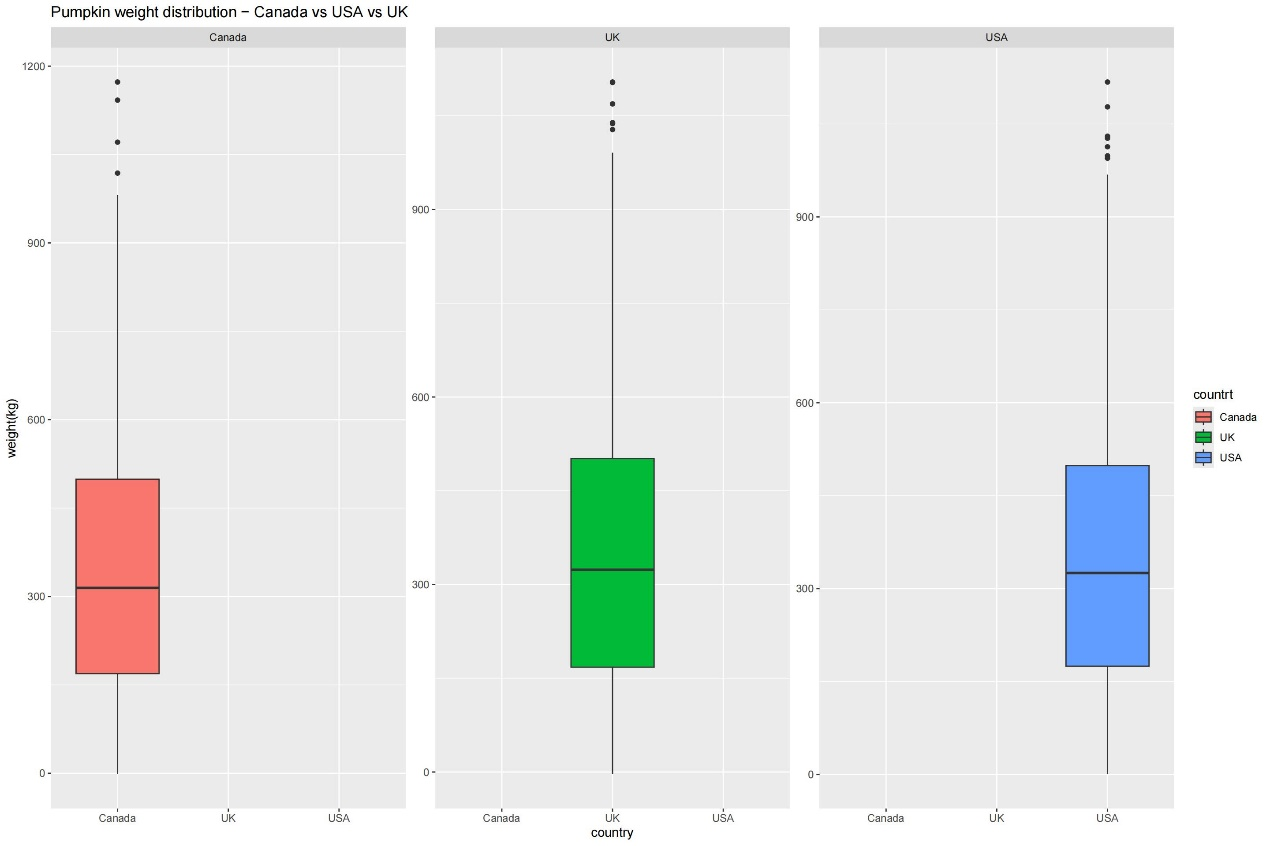 Pumpkin weight distribution − Canada vs USA vs UK
Canada
UK
USA
1200
900
600
300
0
900
600
300
0
900
600
300
0
weight(kg)
Canada
UK
USA
Canada
UK
USA
Canada
UK
USA
country
countrt
Canada
UK
USA